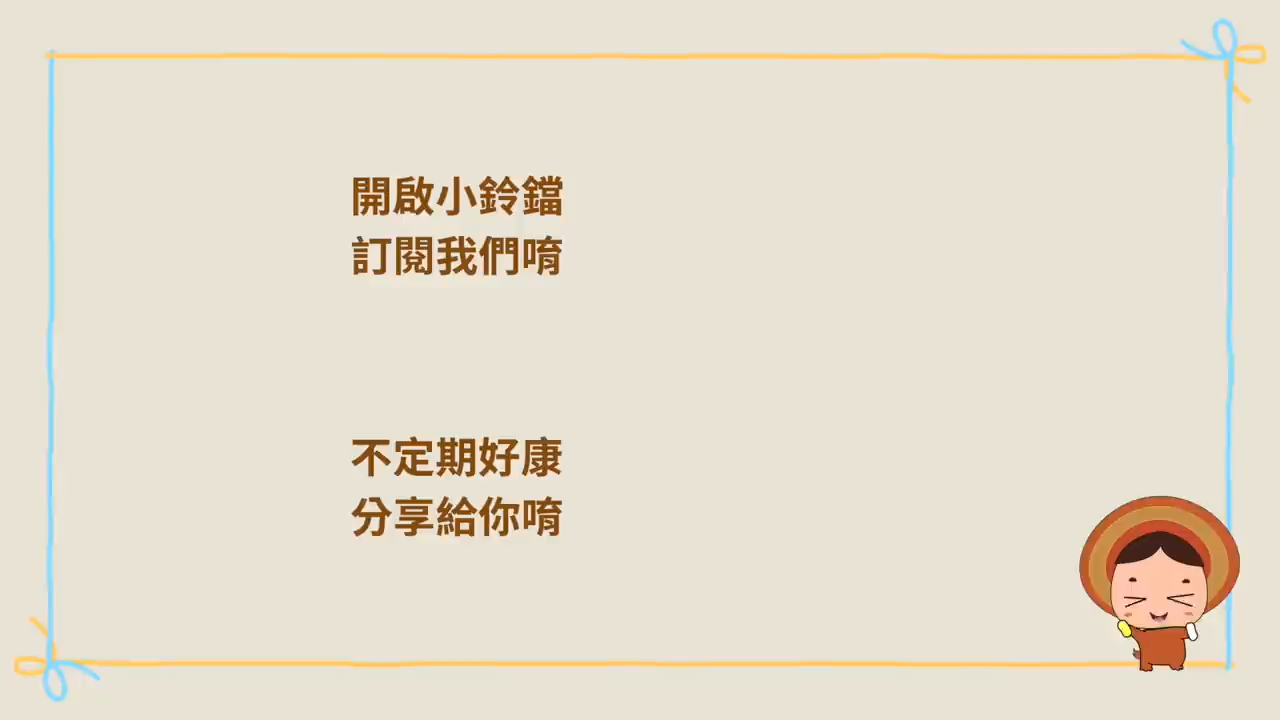 開啟小鈴鐺
訂閱我們唷
不定期好康
分享給你唷